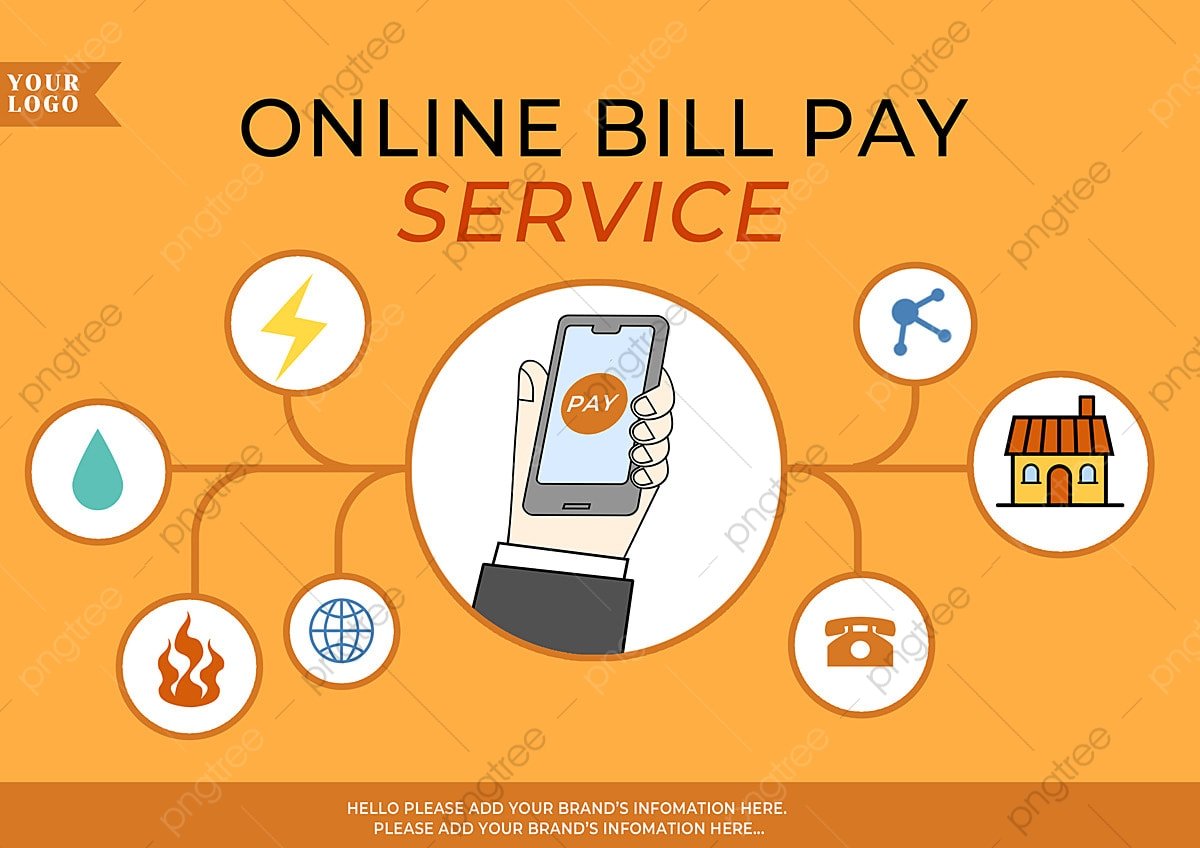 YOUR
LOGO
ONLINE BILL PAY
SERVICE
PAY
HELLO PLEASE ADD YOUR BRAND'S INFOMATION HERE.
PLEASE ADD YOUR BRAND'S INFOMATION HERE...
pngtree